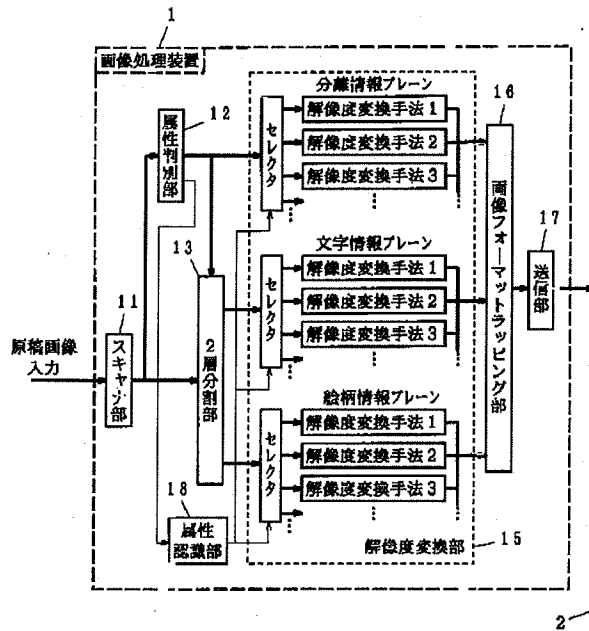 1
画像処理装置
分離情報プレーン
16
12
属性判別部
セレクタ
解像度変換手法1
解像度変換手法2
解像度変換手法3
画像フォーマットラッピング部
17
送信部
13
2層分割部
文字情報プレーン
セレクタ
解像度変換手法1
解像度変換手法2
解像度変換手法3
11
原稿画像
入力
スキャナ部
絵柄情報プレーン
セレクタ
解像度変換手法1
解像度変換手法2
解像度変換手法3
18
属性
認識部
解像度変換部
15
2